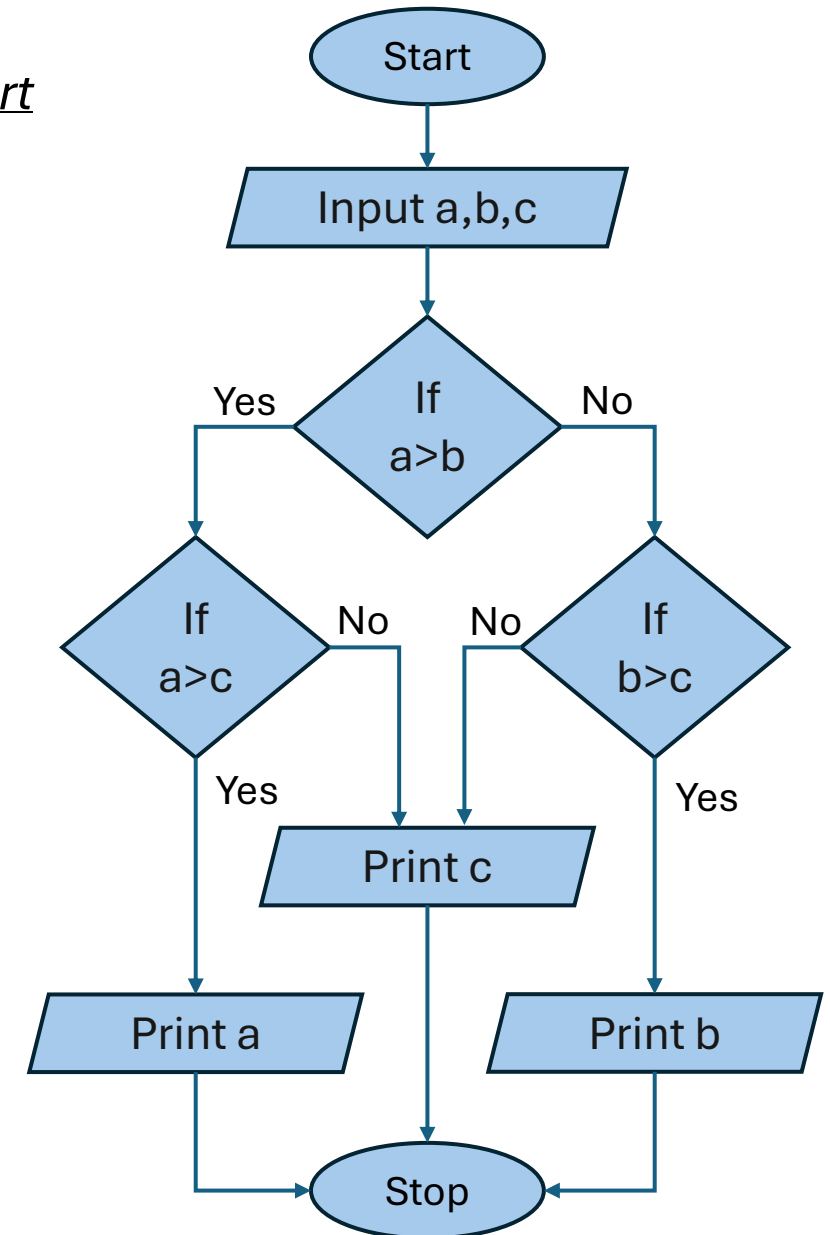 Start
rt
Input a,b,c
If
a>b
Yes
No
If
a>c
No
No
If
b>c
Yes
Yes
Print c
Print a
Print b
Stop